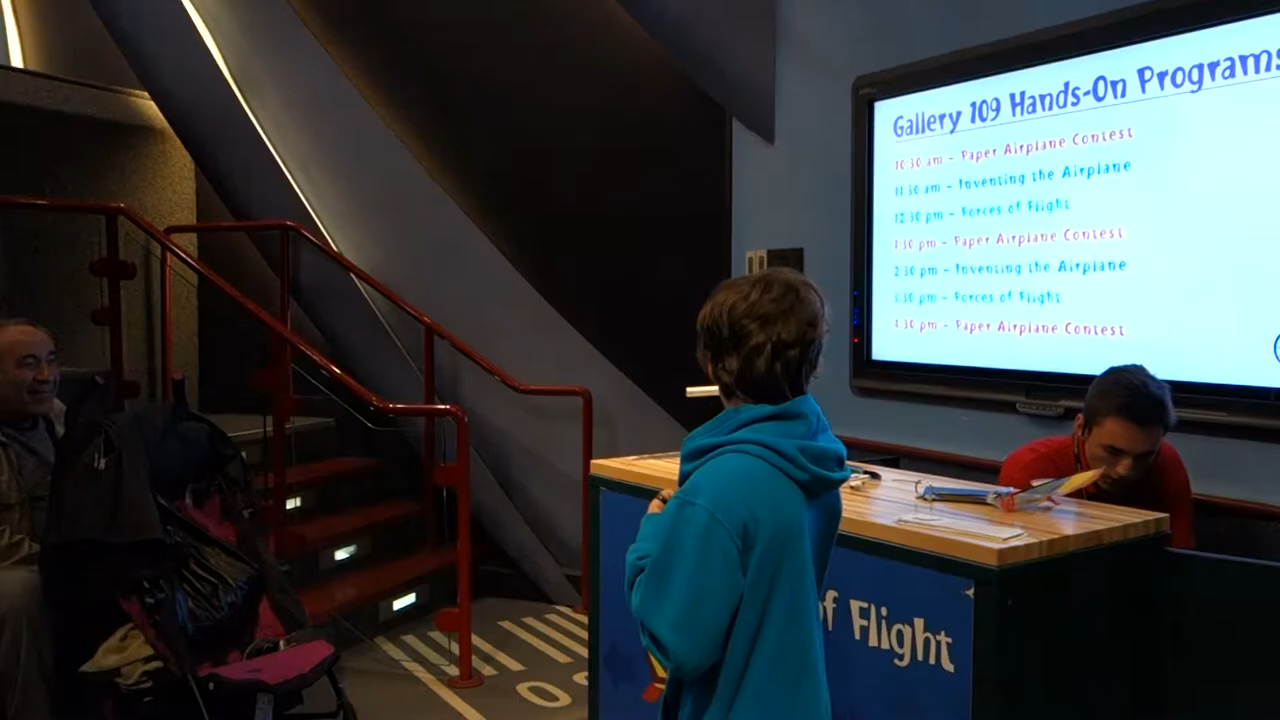 Gallery 109 Hands-On Programs
10:30 am - Paper Airplane Contest
11:30 am - Inventing the Airplane
12:30 pm - Forces of Flight
1:30 pm - Paper Airplane Contest
2:30 pm - Inventing the Airplane
3:30 pm - Forces of Flight
4:30 pm - Paper Airplane Contest
of Flight